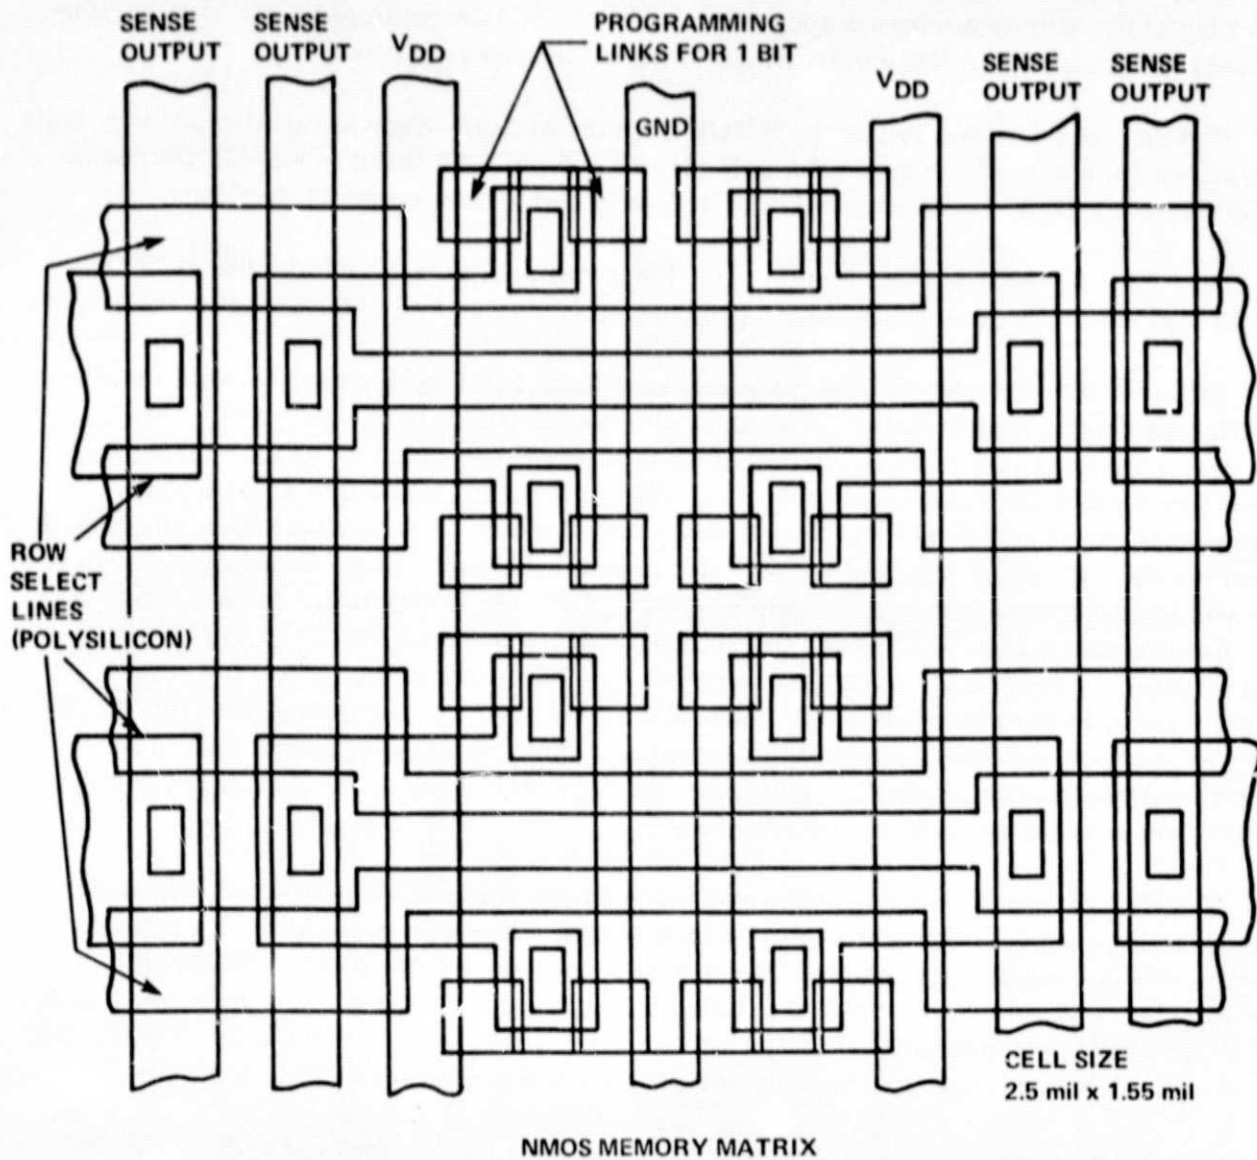 SENSE
OUTPUT
SENSE
OUTPUT
VDD
PROGRAMMING
LINKS FOR 1 BIT
GND
VDD
SENSE
OUTPUT
SENSE
OUTPUT
ROW
SELECT
LINES
(POLYSILICON)
CELL SIZE
2.5 mil x 1.55 mil
NMOS MEMORY MATRIX